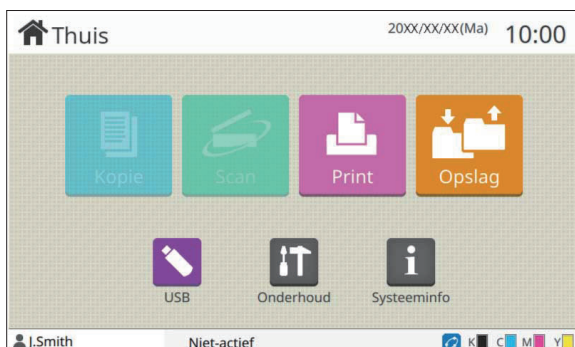 Thuis 20XX/XX/XX(Ma) 10:00
Kopie Scan Print Opslag
USB Onderhoud Systeeminfo
J.Smith Niet-actief K C M Y